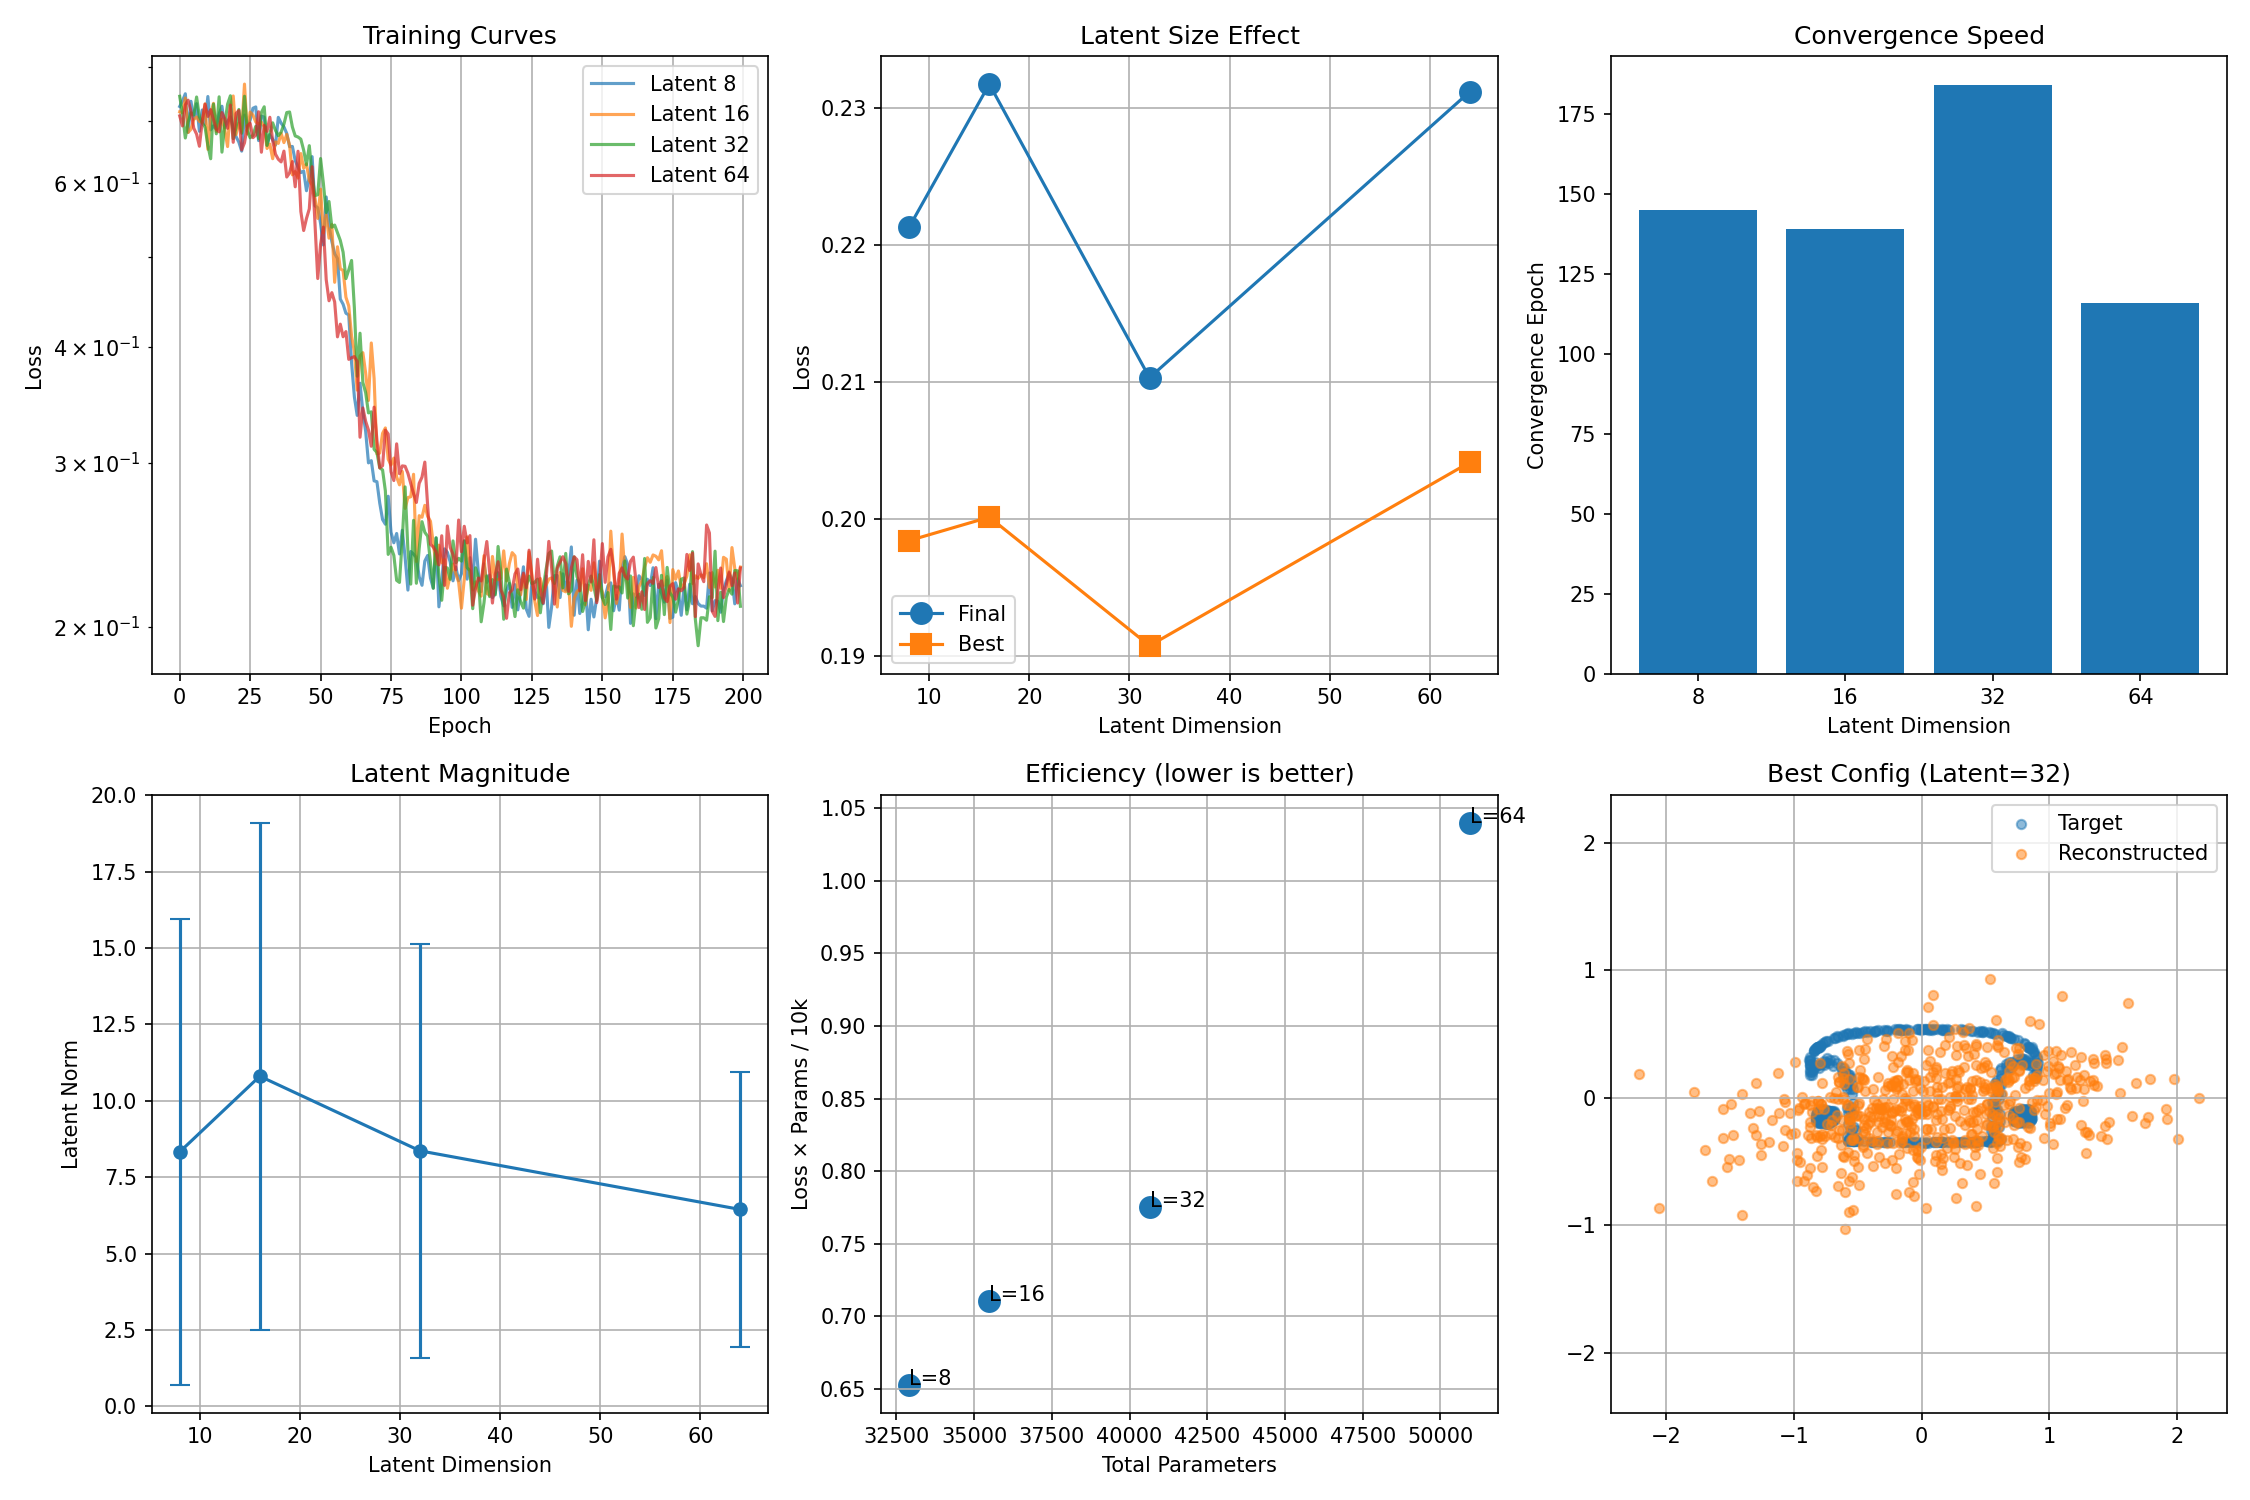 Training Curves
Loss
6 × 10⁻¹
4 × 10⁻¹
3 × 10⁻¹
2 × 10⁻¹
Latent 8
Latent 16
Latent 32
Latent 64
0 25 50 75 100 125 150 175 200
Epoch
Latent Size Effect
Loss
0.23
0.22
0.21
0.20
0.19
Final
Best
10 20 30 40 50 60
Latent Dimension
Convergence Speed
Convergence Epoch
175
150
125
100
75
50
25
0
8 16 32 64
Latent Dimension
Latent Magnitude
Latent Norm
20.0
17.5
15.0
12.5
10.0
7.5
5.0
2.5
0.0
10 20 30 40 50 60
Latent Dimension
Efficiency (lower is better)
Loss × Params / 10k
1.05
1.00
0.95
0.90
0.85
0.80
0.75
0.70
0.65
L=64
L=32
L=16
L=8
32500 35000 37500 40000 42500 45000 47500 50000
Total Parameters
Best Config (Latent=32)
Target
Reconstructed
2
1
0
−1
−2
−2 −1 0 1 2